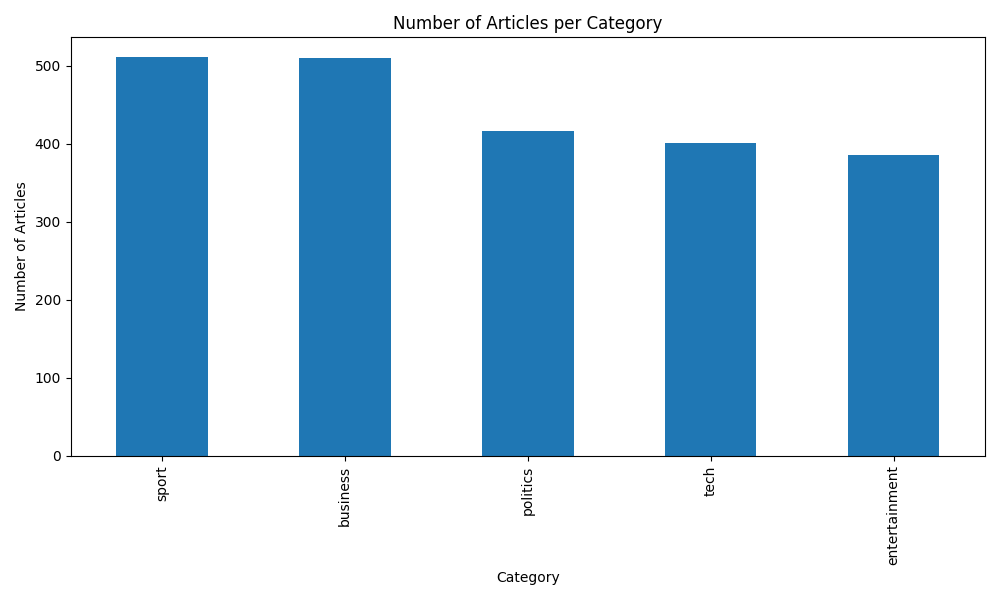 Number of Articles per Category
Number of Articles
500
400
300
200
100
0
sport
business
politics
tech
entertainment
Category